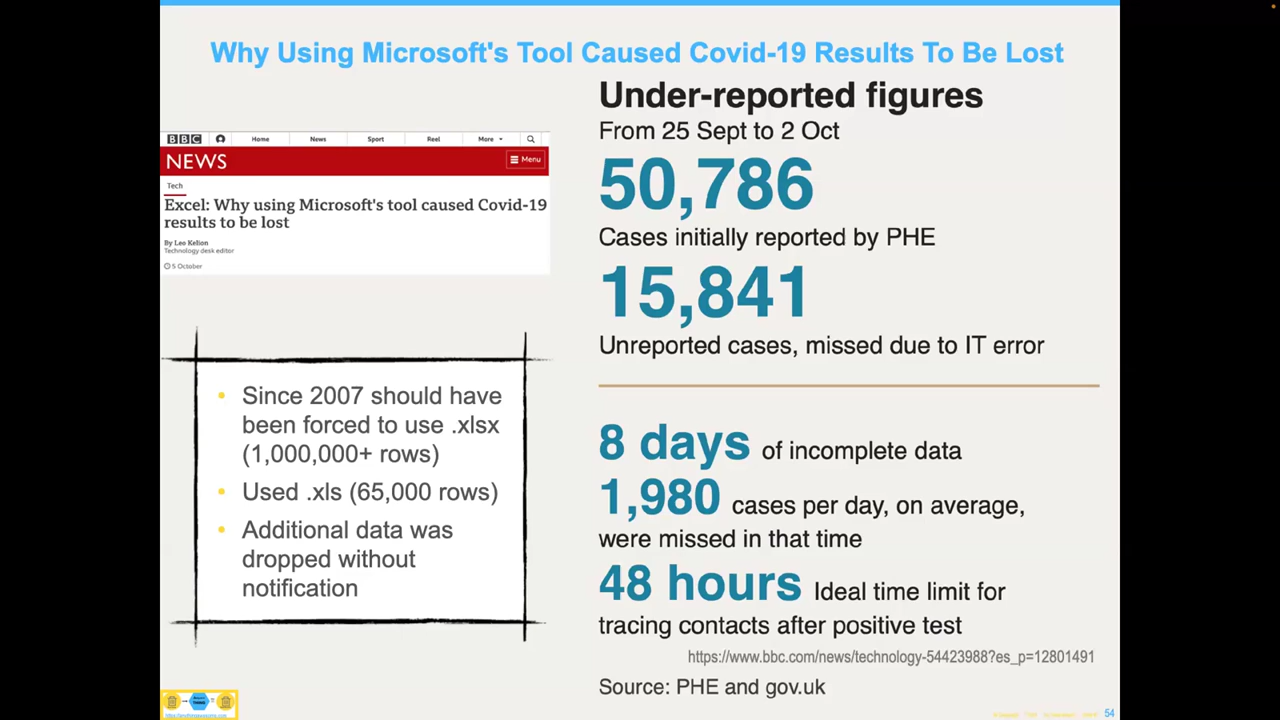 Why Using Microsoft's Tool Caused Covid-19 Results To Be Lost
BBC
Home
News
Sport
Reel
More
NEWS
Menu
Tech
Excel: Why using Microsoft's tool caused Covid-19
results to be lost
By Leo Kelion
Technology desk editor
5 October
• Since 2007 should have
been forced to use .xlsx
(1,000,000+ rows)
• Used .xls (65,000 rows)
• Additional data was
dropped without
notification
Under-reported figures
From 25 Sept to 2 Oct
50,786
Cases initially reported by PHE
15,841
Unreported cases, missed due to IT error
8 days of incomplete data
1,980 cases per day, on average,
were missed in that time
48 hours Ideal time limit for
tracing contacts after positive test
https://www.bbc.com/news/technology-54423988?es_p=12801491
Source: PHE and gov.uk
54